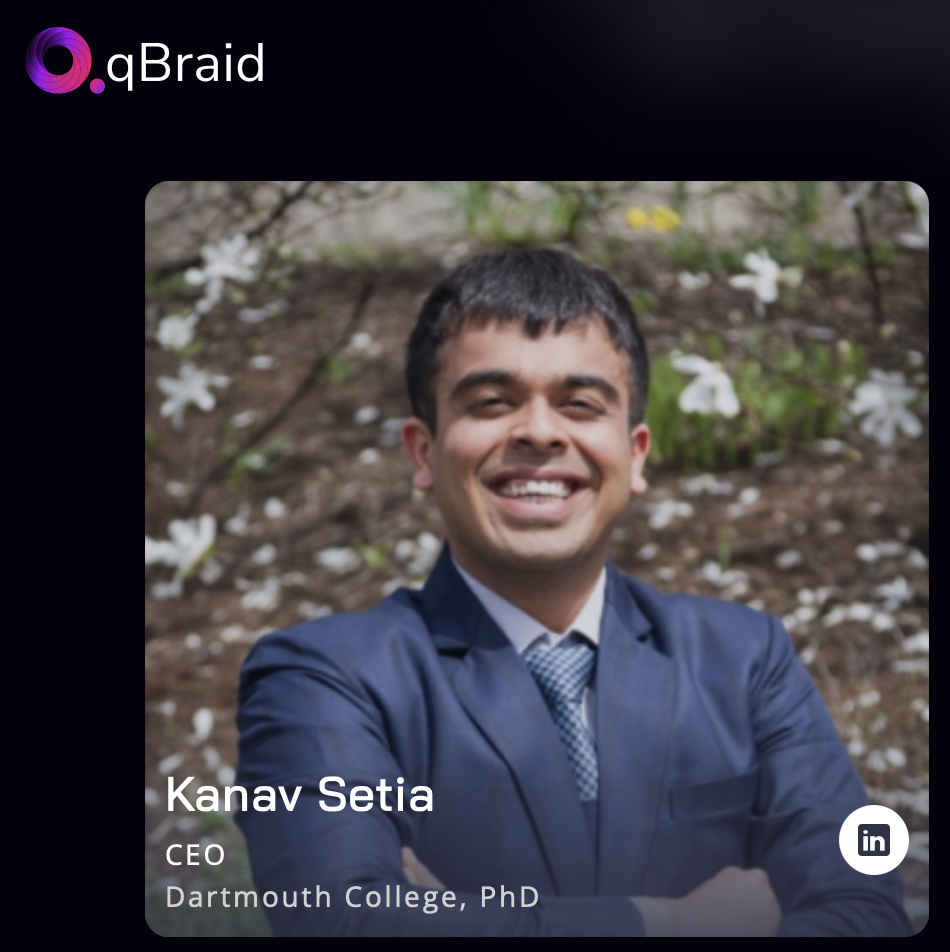 qBraid
Kanav Setia
CEO
Dartmouth College, PhD
in